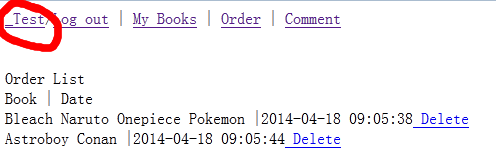 Test/Log out | My Books | Order | Comment
Order List
Book | Date
Bleach Naruto Onepiece Pokemon |2014-04-18 09:05:38 Delete
Astroboy Conan |2014-04-18 09:05:44 Delete